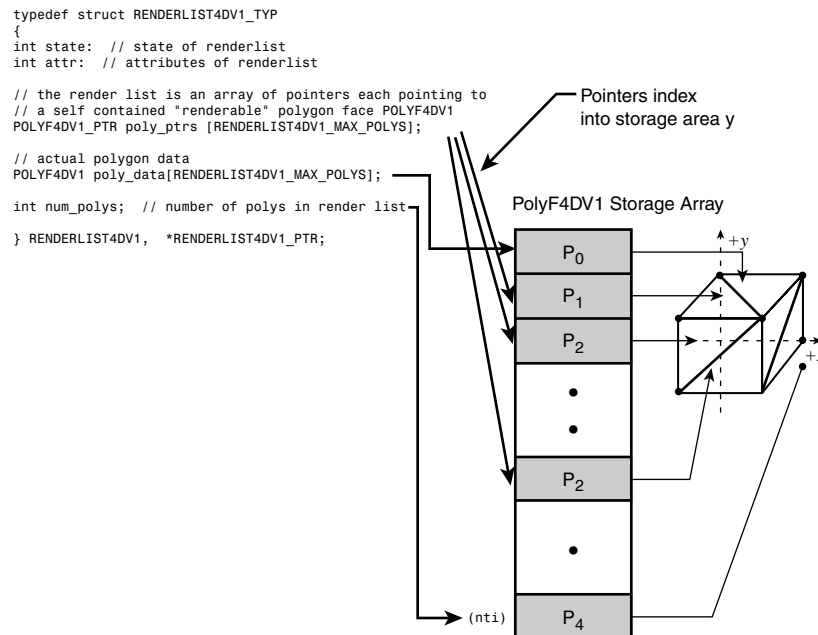 typedef struct RENDERLIST4DV1_TYP
{
int state: // state of renderlist
int attr: // attributes of renderlist
// the render list is an array of pointers each pointing to
// a self contained "renderable" polygon face POLYF4DV1
POLYF4DV1_PTR poly_ptrs [RENDERLIST4DV1_MAX_POLYS];
// actual polygon data
POLYF4DV1 poly_data[RENDERLIST4DV1_MAX_POLYS];
int num_polys; // number of polys in render list
} RENDERLIST4DV1, *RENDERLIST4DV1_PTR;
Pointers index
into storage area y
PolyF4DV1 Storage Array
P0
P1
P2
P2
(nti) P4
+y